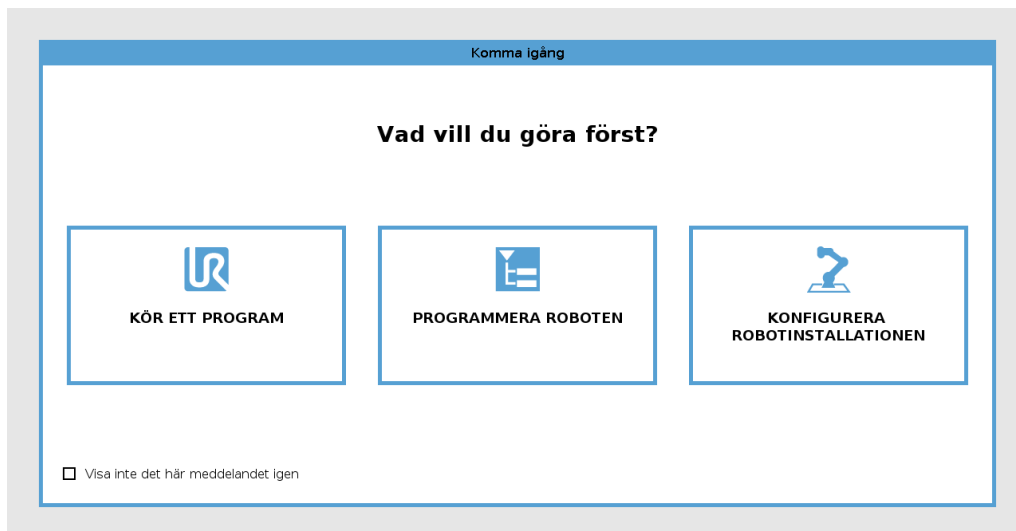 Komma igång
Vad vill du göra först?
KÖR ETT PROGRAM
PROGRAMMERA ROBOTEN
KONFIGURERA
ROBOTINSTALLATIONEN
Visa inte det här meddelandet igen